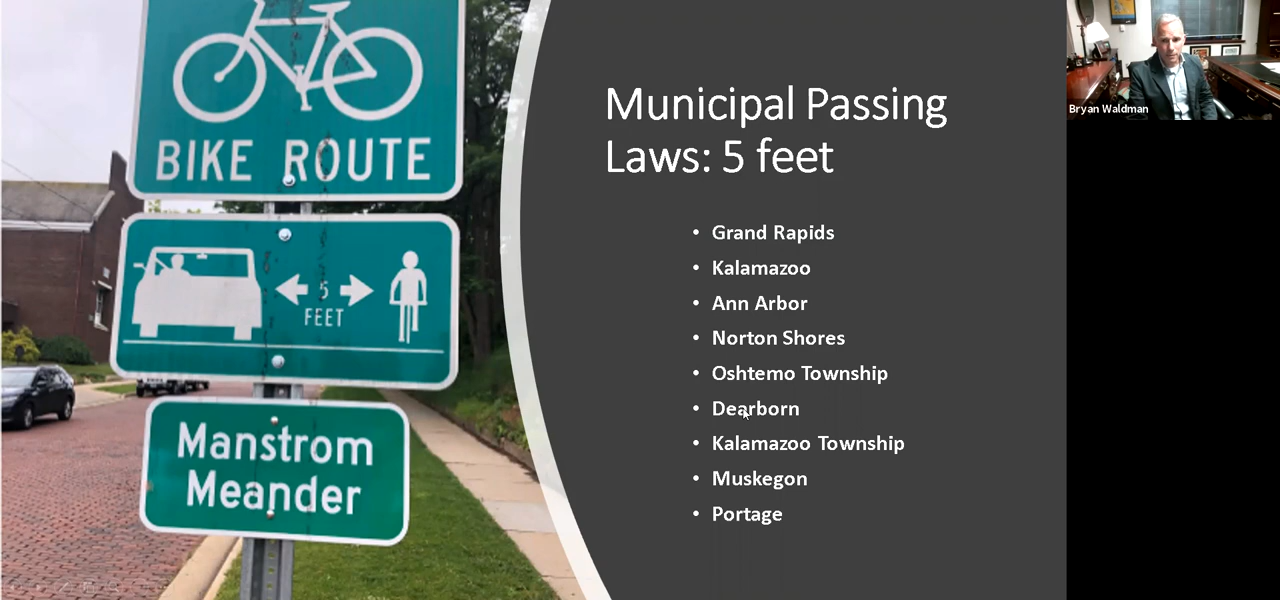 BIKE ROUTE
5
FEET
Manstrom
Meander
Municipal Passing
Laws: 5 feet
• Grand Rapids
• Kalamazoo
• Ann Arbor
• Norton Shores
• Oshtemo Township
• Dearborn
• Kalamazoo Township
• Muskegon
• Portage
Bryan Waldman